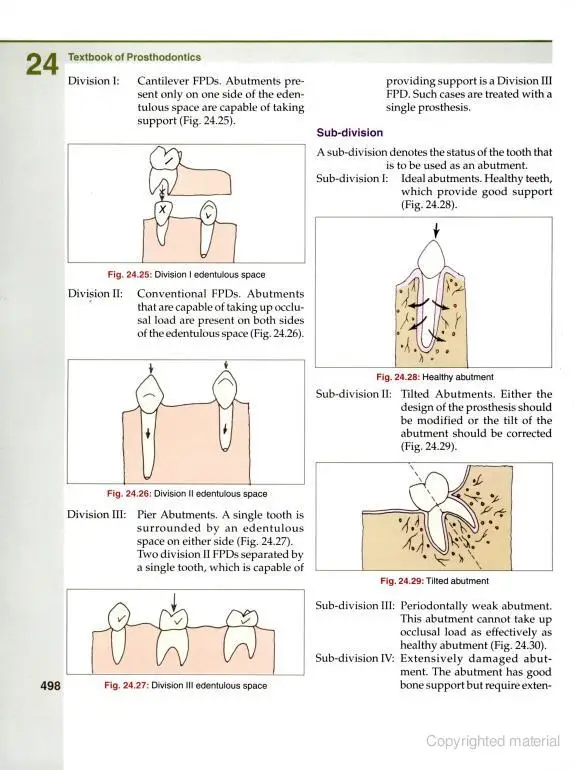 24
Textbook of Prosthodontics
Division I: Cantilever FPDs. Abutments pre-
sent only on one side of the eden-
tulous space are capable of taking
support (Fig. 24.25).
Fig. 24.25: Division I edentulous space
Division II: Conventional FPDs. Abutments
that are capable of taking up occlu-
sal load are present on both sides
of the edentulous space (Fig. 24.26).
Fig. 24.26: Division II edentulous space
Division III: Pier Abutments. A single tooth is
surrounded by an edentulous
space on either side (Fig. 24.27).
Two division II FPDs separated by
a single tooth, which is capable of
Fig. 24.27: Division III edentulous space
498
providing support is a Division III
FPD. Such cases are treated with a
single prosthesis.
Sub-division
A sub-division denotes the status of the tooth that
is to be used as an abutment.
Sub-division I: Ideal abutments. Healthy teeth,
which provide good support
(Fig. 24.28).
Fig. 24.28: Healthy abutment
Sub-division II: Tilted Abutments. Either the
design of the prosthesis should
be modified or the tilt of the
abutment should be corrected
(Fig. 24.29).
Fig. 24.29: Tilted abutment
Sub-division III: Periodontally weak abutment.
This abutment cannot take up
occlusal load as effectively as
healthy abutment (Fig. 24.30).
Sub-division IV: Extensively damaged abut-
ment. The abutment has good
bone support but require exten-
Copyrighted material